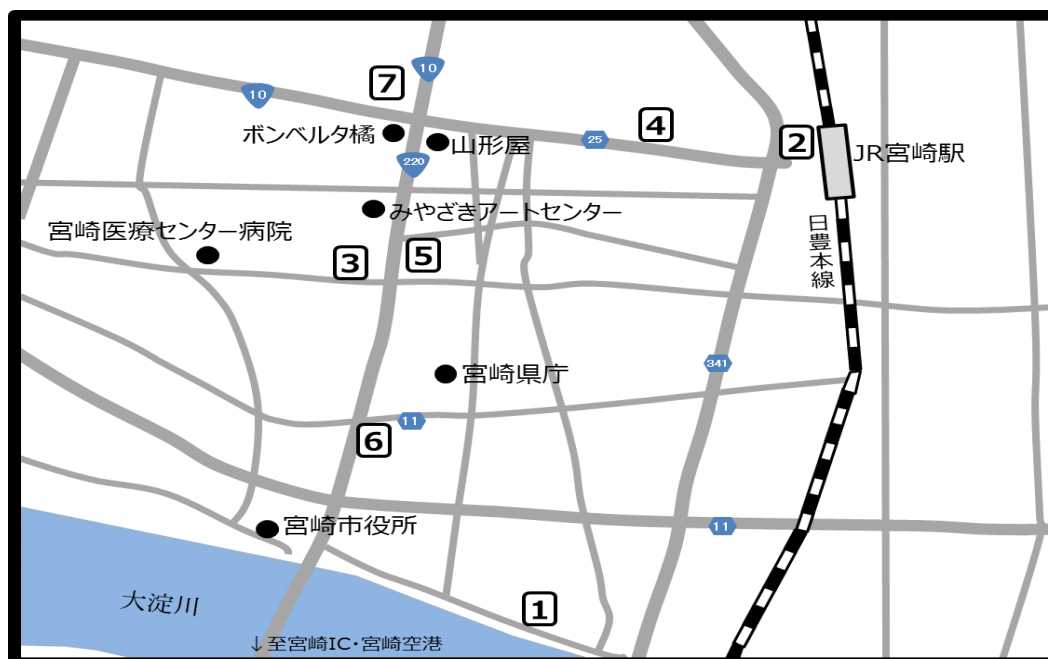 10
7
10
ボンベルタ橘
山形屋
25
4
2
JR宮崎駅
220
みやざきアートセンター
宮崎医療センター病院
3
5
日豊本線
341
宮崎県庁
11
6
宮崎市役所
11
大淀川
1
↓至宮崎IC・宮崎空港